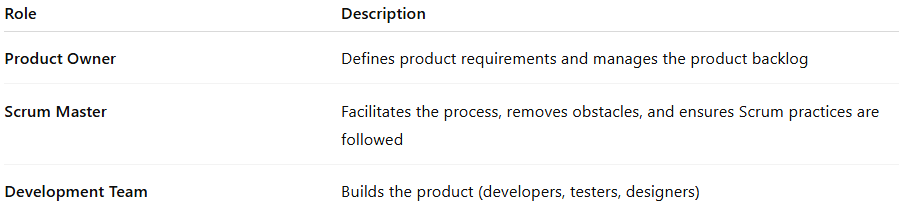 Role Description
Product Owner Defines product requirements and manages the product backlog
Scrum Master Facilitates the process, removes obstacles, and ensures Scrum practices are
followed
Development Team Builds the product (developers, testers, designers)